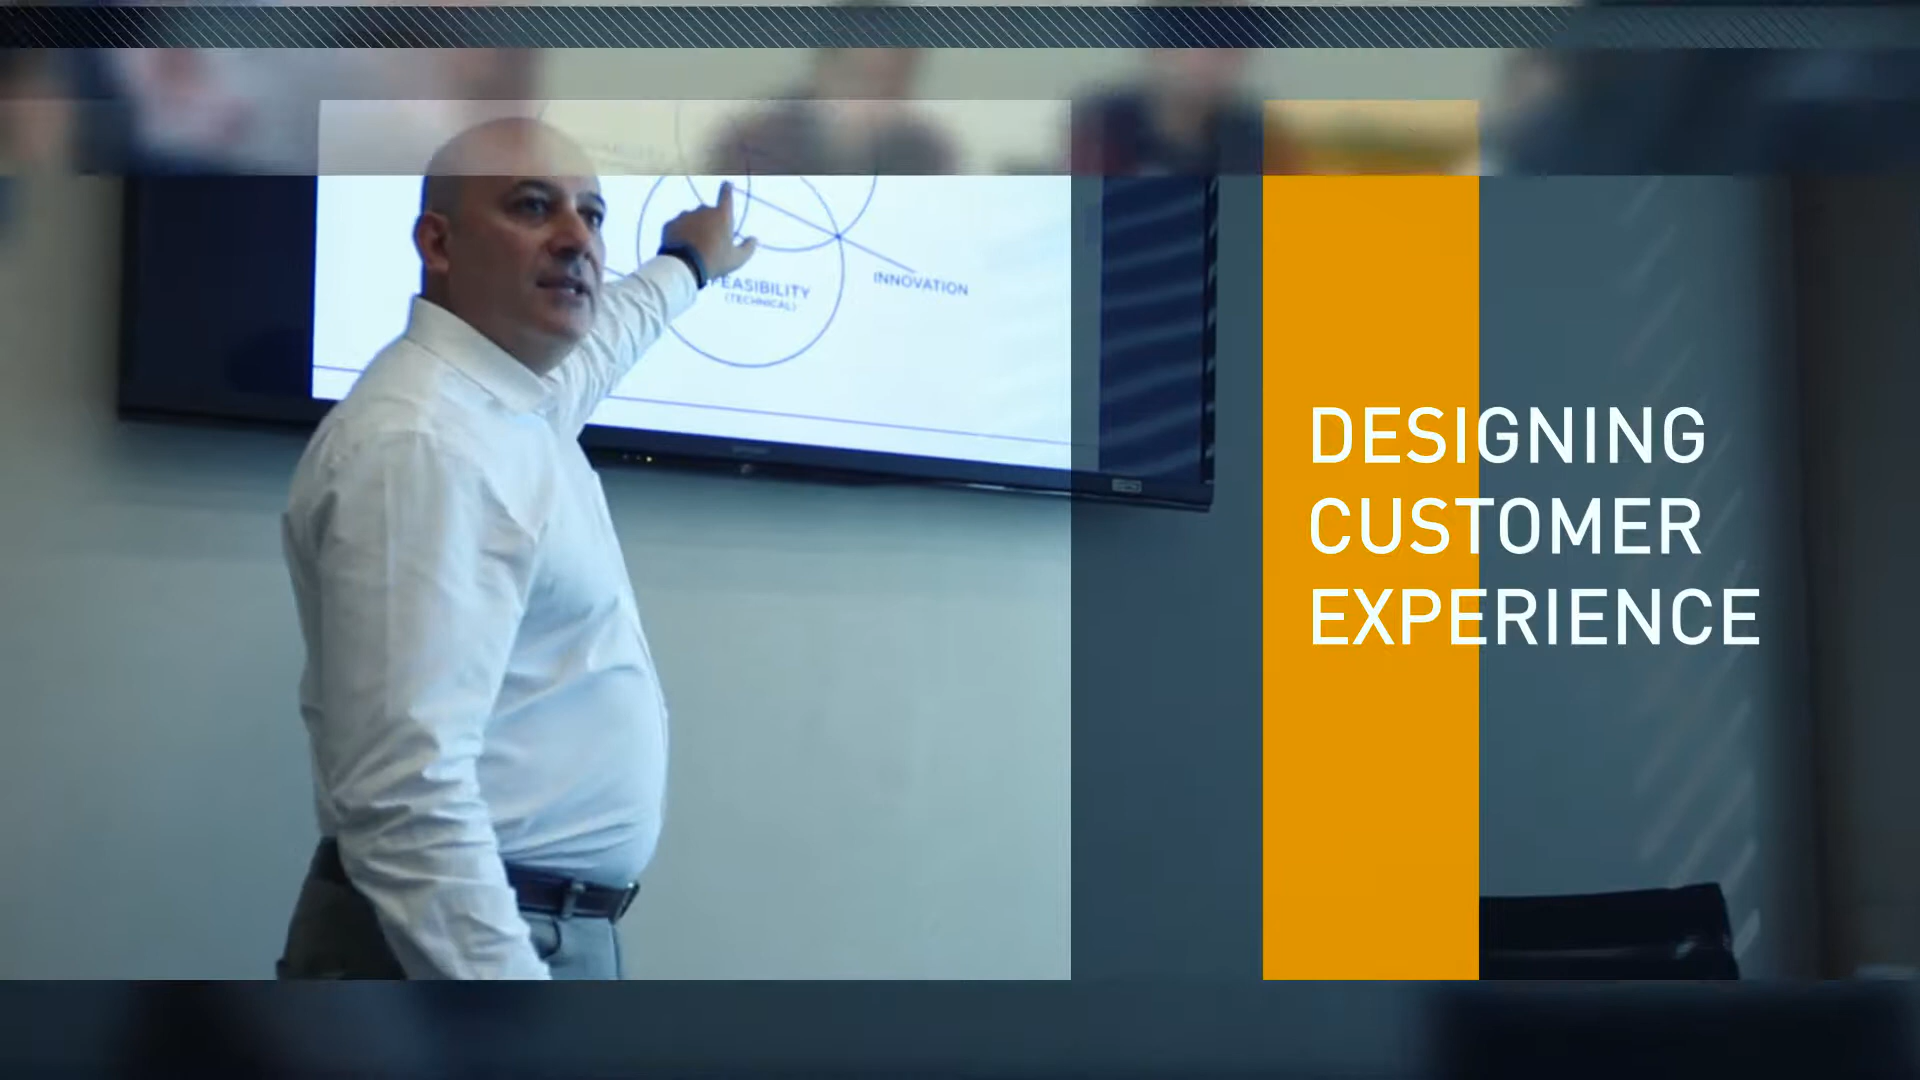 FEASIBILITY
(TECHNICAL)
INNOVATION
DESIGNING
CUSTOMER
EXPERIENCE